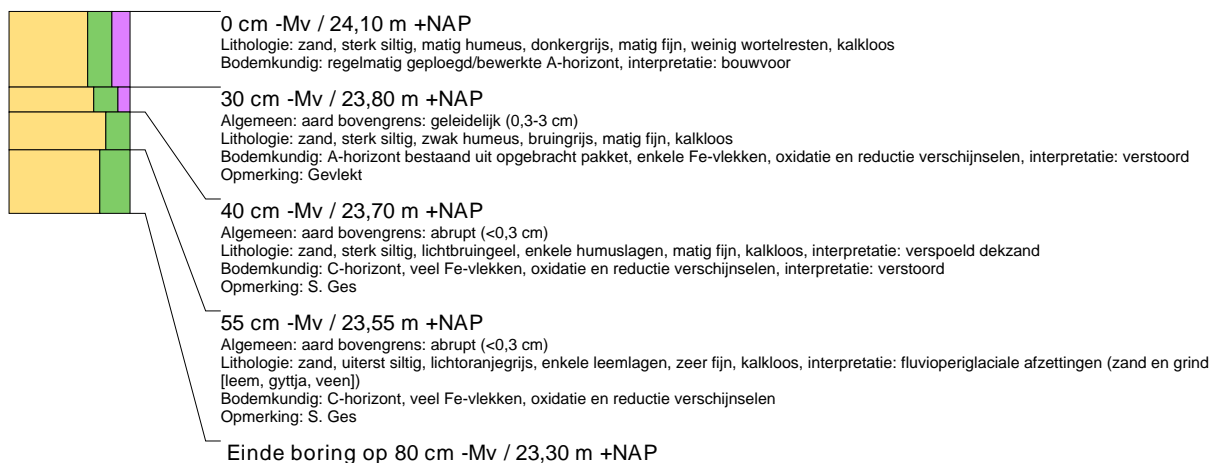 0 cm -Mv / 24,10 m +NAP
Lithologie: zand, sterk siltig, matig humeus, donkergrijs, matig fijn, weinig wortelresten, kalkloos
Bodemkundig: regelmatig geploegd/bewerkte A-horizont, interpretatie: bouwvoor
30 cm -Mv / 23,80 m +NAP
Algemeen: aard bovengrens: geleidelijk (0,3-3 cm)
Lithologie: zand, sterk siltig, zwak humeus, bruingrijs, matig fijn, kalkloos
Bodemkundig: A-horizont bestaand uit opgebracht pakket, enkele Fe-vlekken, oxidatie en reductie verschijnselen, interpretatie: verstoord
Opmerking: Gevlekt
40 cm -Mv / 23,70 m +NAP
Algemeen: aard bovengrens: abrupt (<0,3 cm)
Lithologie: zand, sterk siltig, lichtbruingeel, enkele humuslagen, matig fijn, kalkloos, interpretatie: verspoeld dekzand
Bodemkundig: C-horizont, veel Fe-vlekken, oxidatie en reductie verschijnselen, interpretatie: verstoord
Opmerking: S. Ges
55 cm -Mv / 23,55 m +NAP
Algemeen: aard bovengrens: abrupt (<0,3 cm)
Lithologie: zand, uiterst siltig, lichtoranjegrijs, enkele leemlagen, zeer fijn, kalkloos, interpretatie: fluvioperiglaciale afzettingen (zand en grind
[leem, gyttja, veen])
Bodemkundig: C-horizont, veel Fe-vlekken, oxidatie en reductie verschijnselen
Opmerking: S. Ges
Einde boring op 80 cm -Mv / 23,30 m +NAP